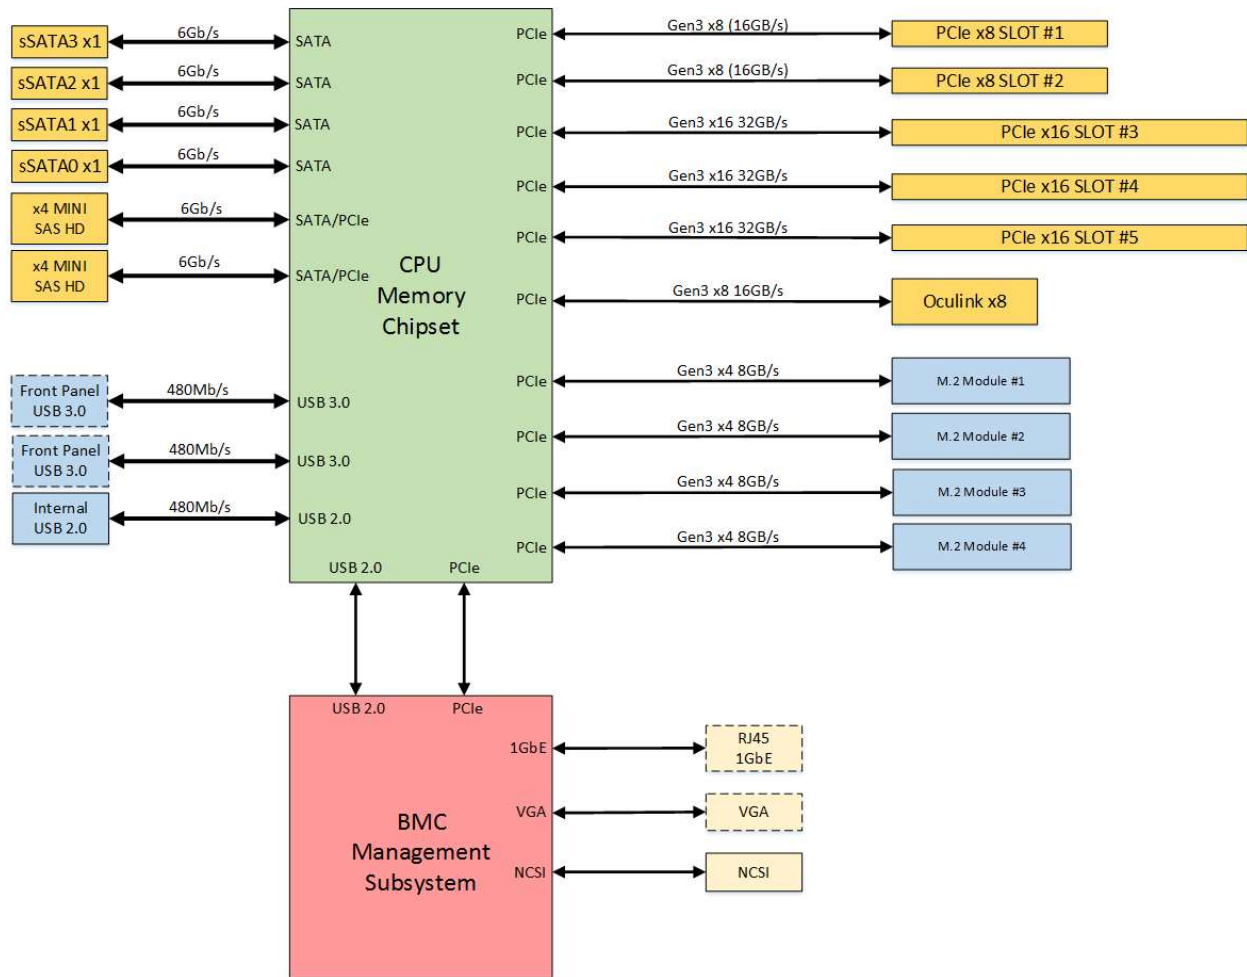 sSATA3 x1
6Gb/s
SATA
sSATA2 x1
6Gb/s
SATA
sSATA1 x1
6Gb/s
SATA
sSATA0 x1
6Gb/s
SATA
x4 MINI
SAS HD
6Gb/s
SATA/PCIe
x4 MINI
SAS HD
6Gb/s
SATA/PCIe
Front Panel
USB 3.0
480Mb/s
USB 3.0
Front Panel
USB 3.0
480Mb/s
USB 3.0
Internal
USB 2.0
480Mb/s
USB 2.0
CPU
Memory
Chipset
PCIe
Gen3 x8 (16GB/s)
PCIe x8 SLOT #1
PCIe
Gen3 x8 (16GB/s)
PCIe x8 SLOT #2
PCIe
Gen3 x16 32GB/s
PCIe x16 SLOT #3
PCIe
Gen3 x16 32GB/s
PCIe x16 SLOT #4
PCIe
Gen3 x16 32GB/s
PCIe x16 SLOT #5
PCIe
Gen3 x8 16GB/s
Oculink x8
PCIe
Gen3 x4 8GB/s
M.2 Module #1
PCIe
Gen3 x4 8GB/s
M.2 Module #2
PCIe
Gen3 x4 8GB/s
M.2 Module #3
PCIe
Gen3 x4 8GB/s
M.2 Module #4
USB 2.0
PCIe
USB 2.0
PCIe
BMC
Management
Subsystem
1GbE
RJ45
1GbE
VGA
VGA
NCSI
NCSI